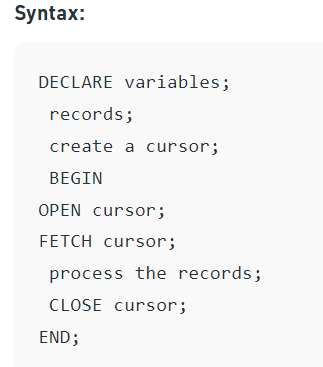 Syntax:
DECLARE variables;
records;
create a cursor;
BEGIN
OPEN cursor;
FETCH cursor;
process the records;
CLOSE cursor;
END;